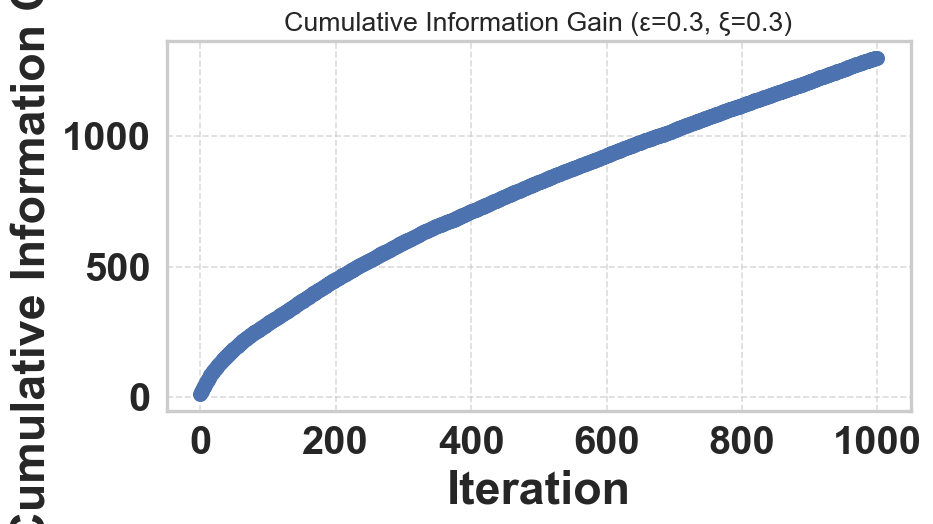 Cumulative Information Gain (ε=0.3, ξ=0.3)
Cumulative Information
1000
500
0
0 200 400 600 800 1000
Iteration